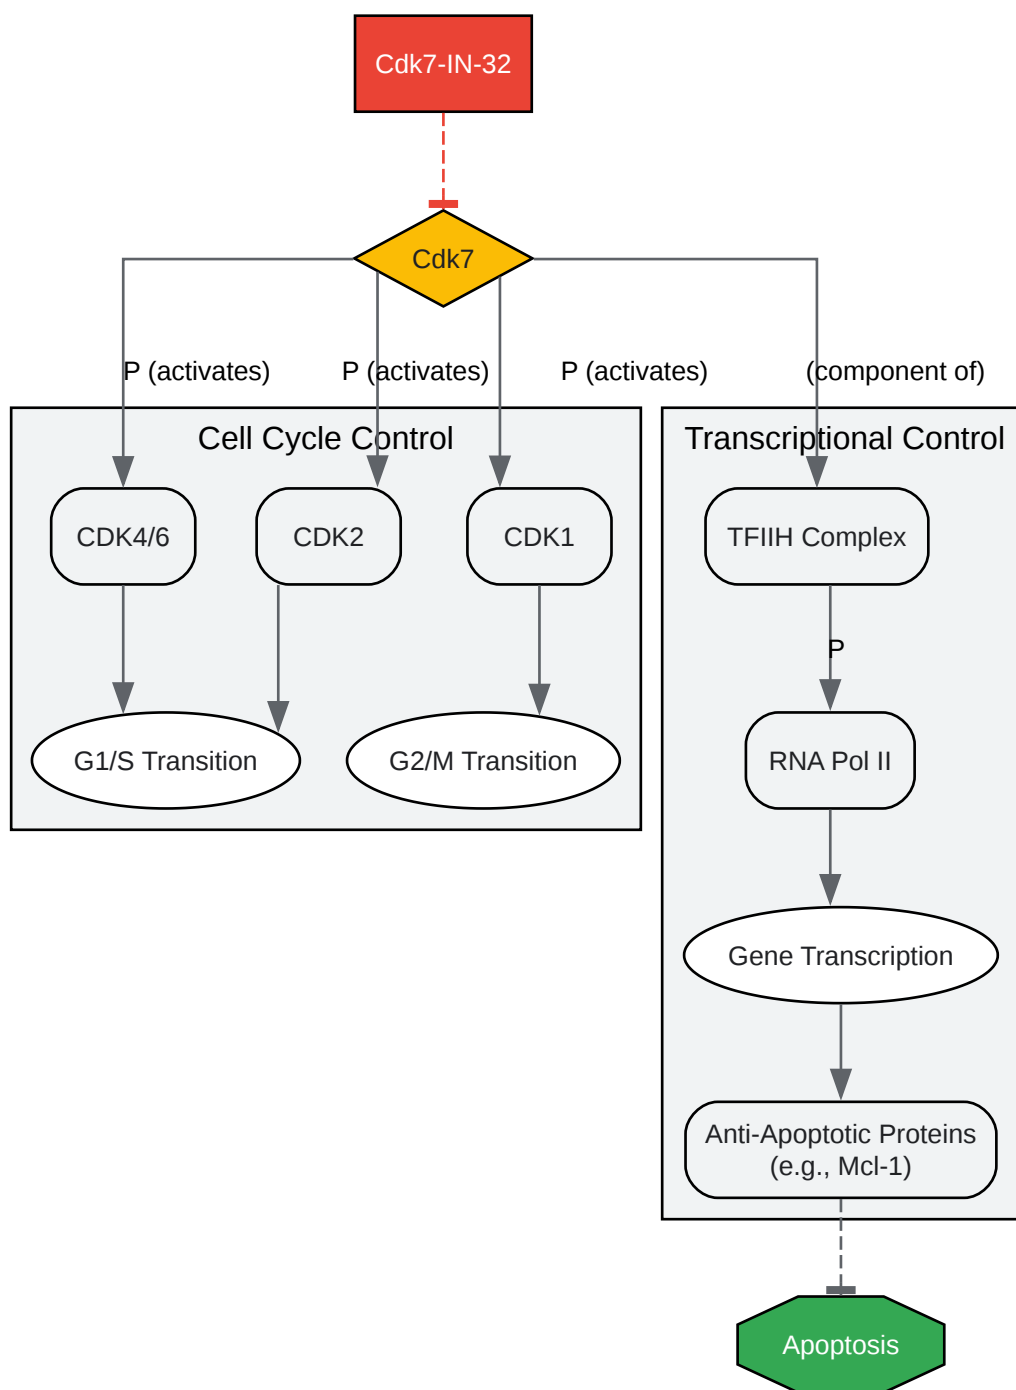 Cdk7-IN-32
Cdk7
P (activates)
P (activates)
P (activates)
(component of)
Cell Cycle Control
Transcriptional Control
CDK4/6
CDK2
CDK1
TFIIH Complex
P
G1/S Transition
G2/M Transition
RNA Pol II
Gene Transcription
Anti-Apoptotic Proteins
(e.g., Mcl-1)
Apoptosis